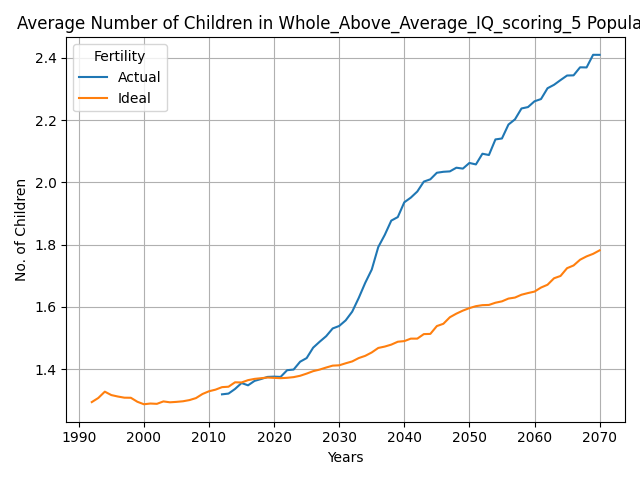 Average Number of Children in Whole_Above_Average_IQ_scoring_5 Popula
Fertility
Actual
Ideal
No. of Children
2.4
2.2
2.0
1.8
1.6
1.4
1990 2000 2010 2020 2030 2040 2050 2060 2070
Years